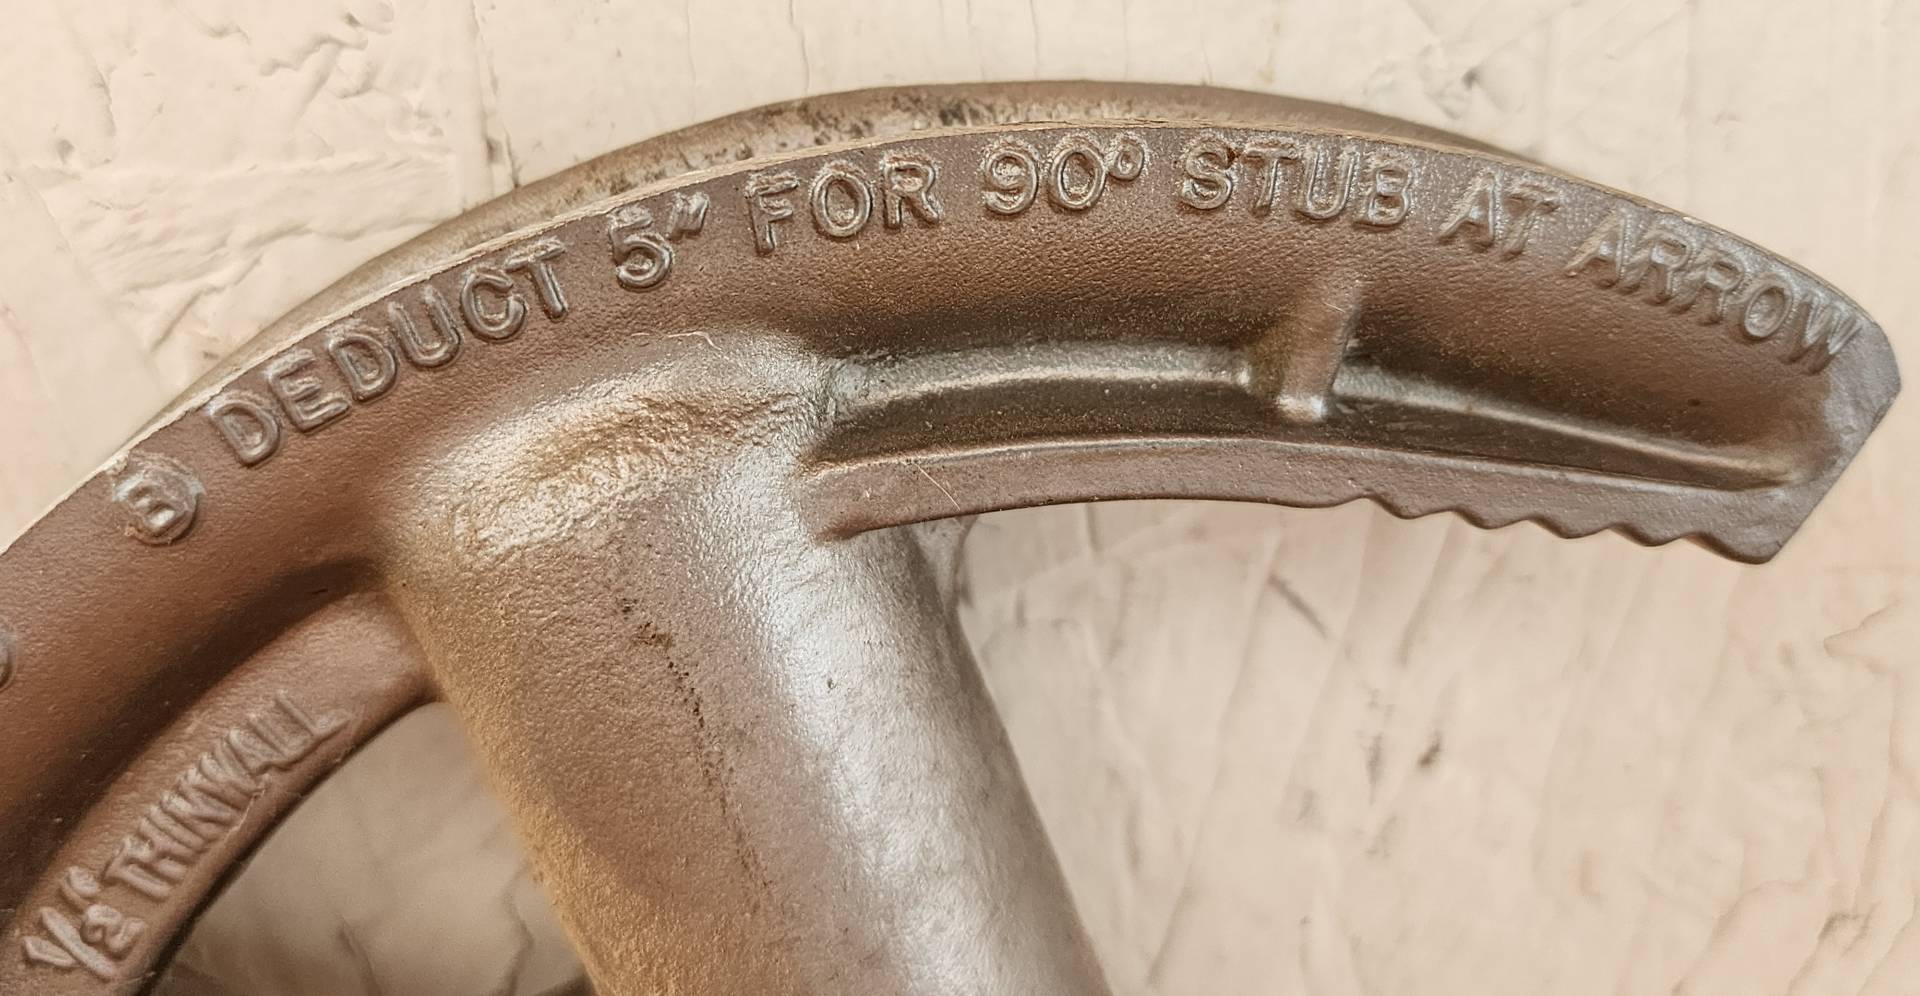 B DEDUCT 5" FOR 90° STUB AT ARROW
1/2 THINWALL